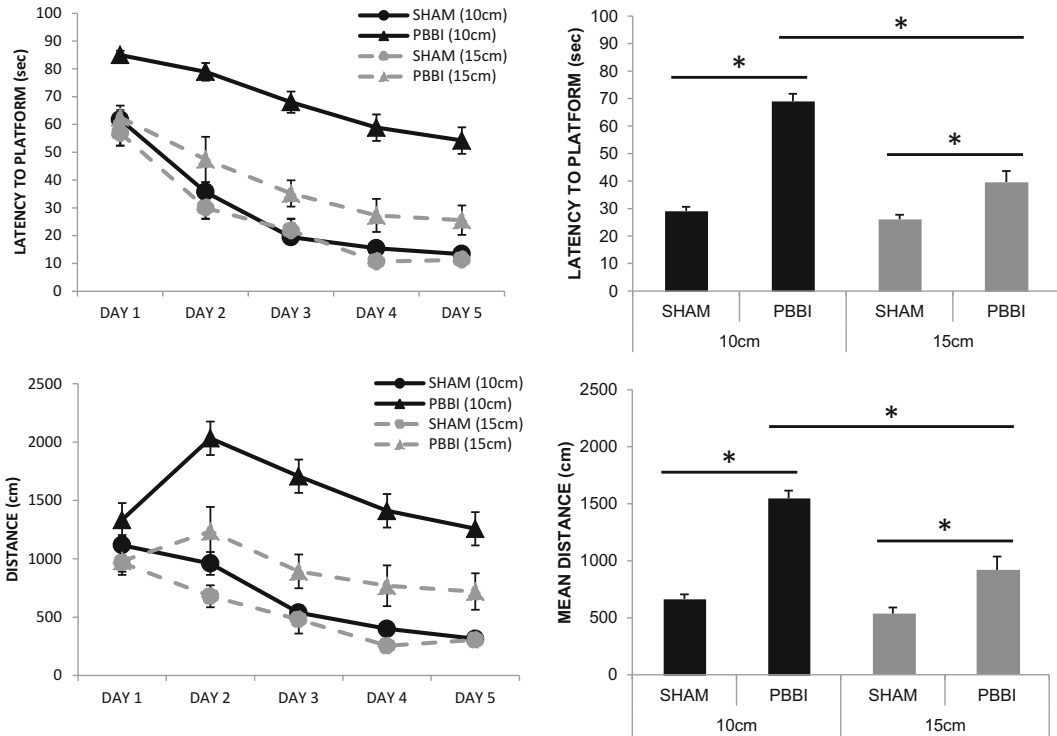 LATENCY TO PLATFORM (sec)
100
90
80
70
60
50
40
30
20
10
0
DAY 1 DAY 2 DAY 3 DAY 4 DAY 5
SHAM (10cm)
PBBI (10cm)
SHAM (15cm)
PBBI (15cm)
LATENCY TO PLATFORM (sec)
100
90
80
70
60
50
40
30
20
10
0
*
*
*
SHAM PBBI SHAM PBBI
10cm 15cm
DISTANCE (cm)
2500
2000
1500
1000
500
0
DAY 1 DAY 2 DAY 3 DAY 4 DAY 5
SHAM (10cm)
PBBI (10cm)
SHAM (15cm)
PBBI (15cm)
MEAN DISTANCE (cm)
2500
2000
1500
1000
500
0
*
*
*
SHAM PBBI SHAM PBBI
10cm 15cm